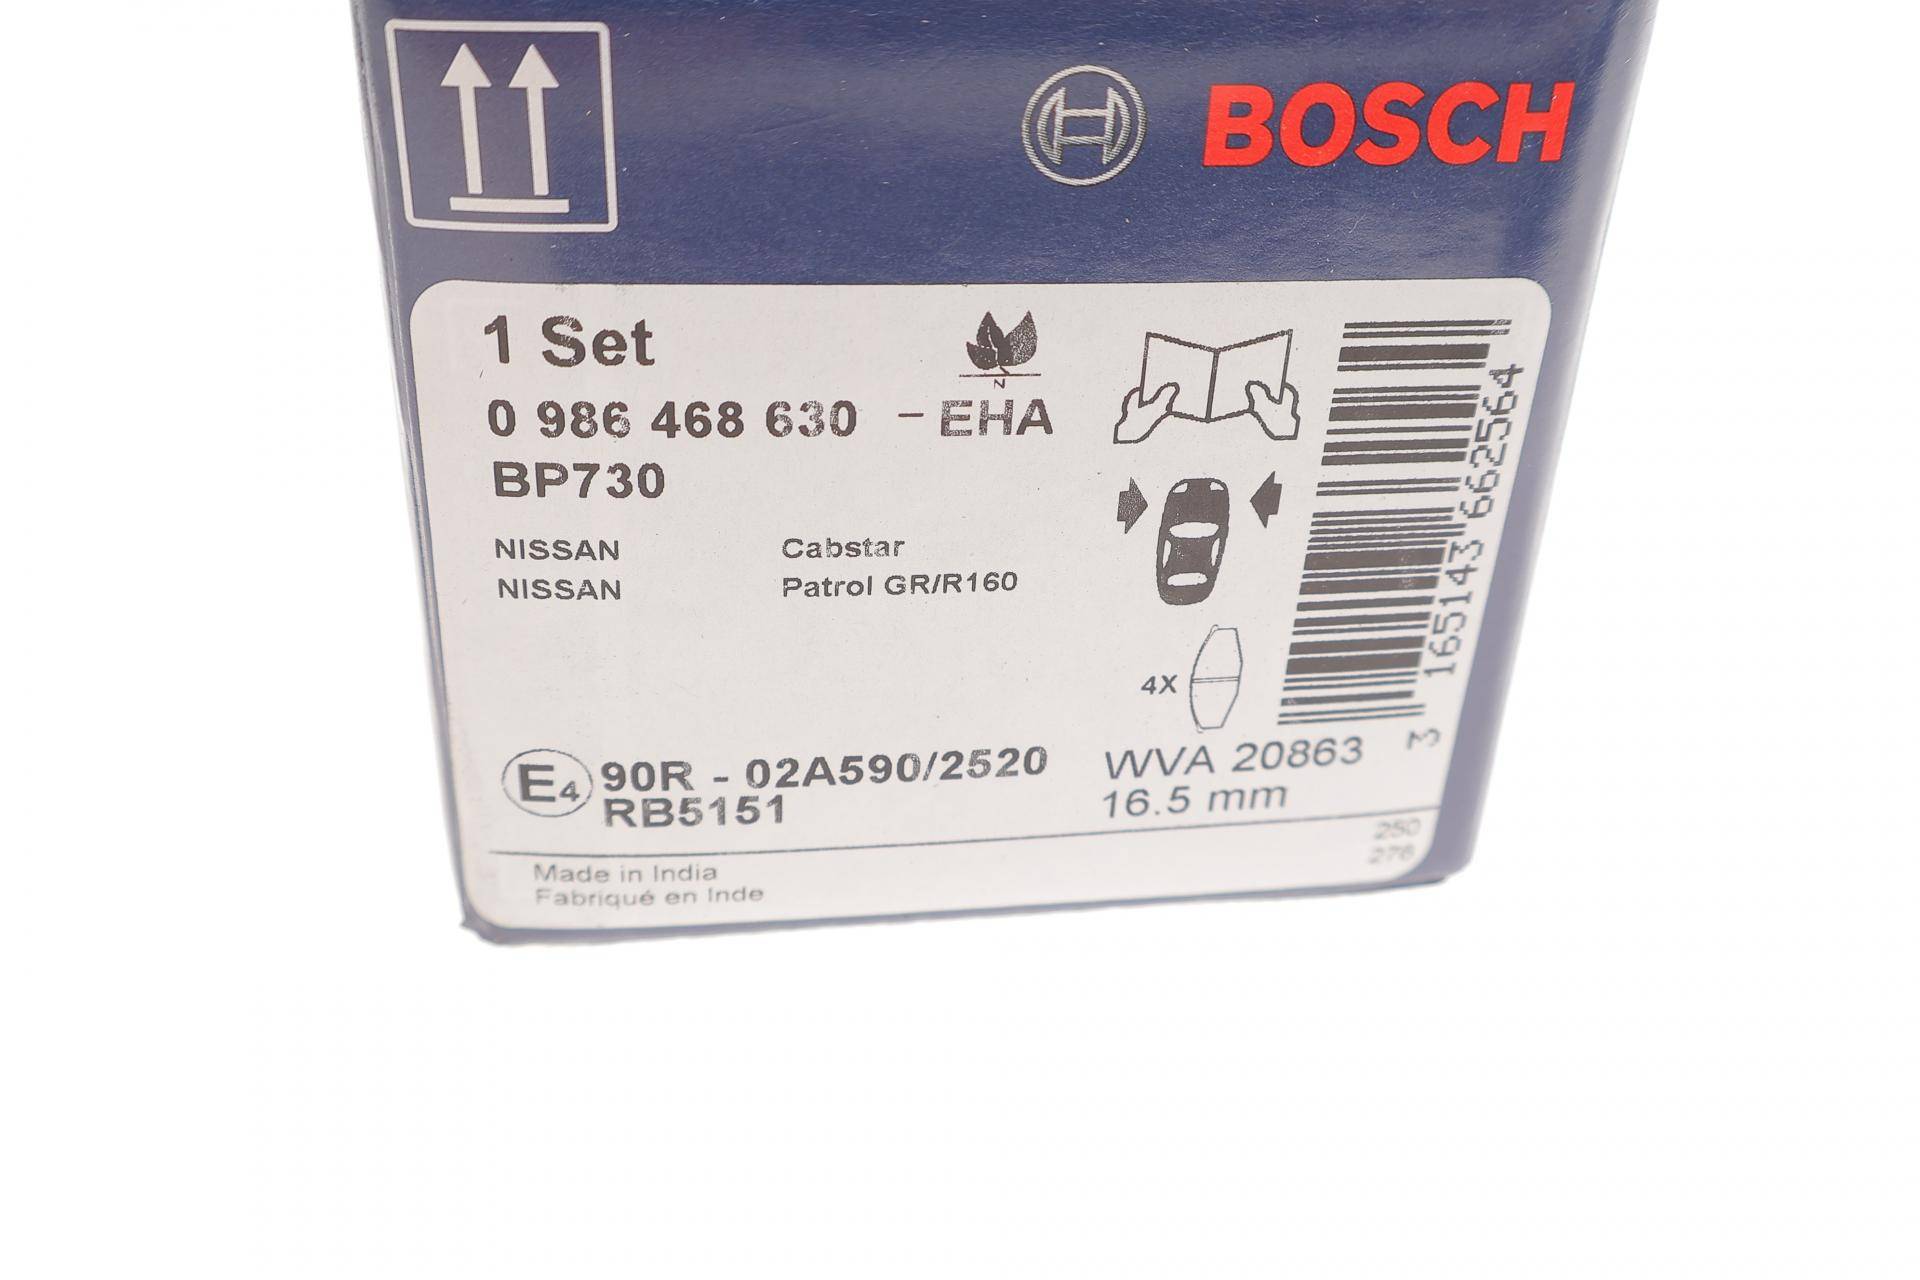 BOSCH
1 Set
0 986 468 630 - EHA
N
BP730
NISSAN Cabstar
NISSAN Patrol GR/R160
4X
3 165143 662564
E4 90R - 02A590/2520
RB5151
WVA 20863
16.5 mm
250
276
Made in India
Fabriqué en Inde